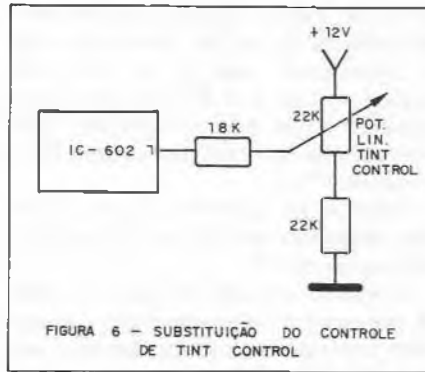 + 12V
22K
POT.
LIN.
TINT
CONTROL
18K
IC-602 7
22K
FIGURA 6 – SUBSTITUIÇÃO DO CONTROLE
DE TINT CONTROL